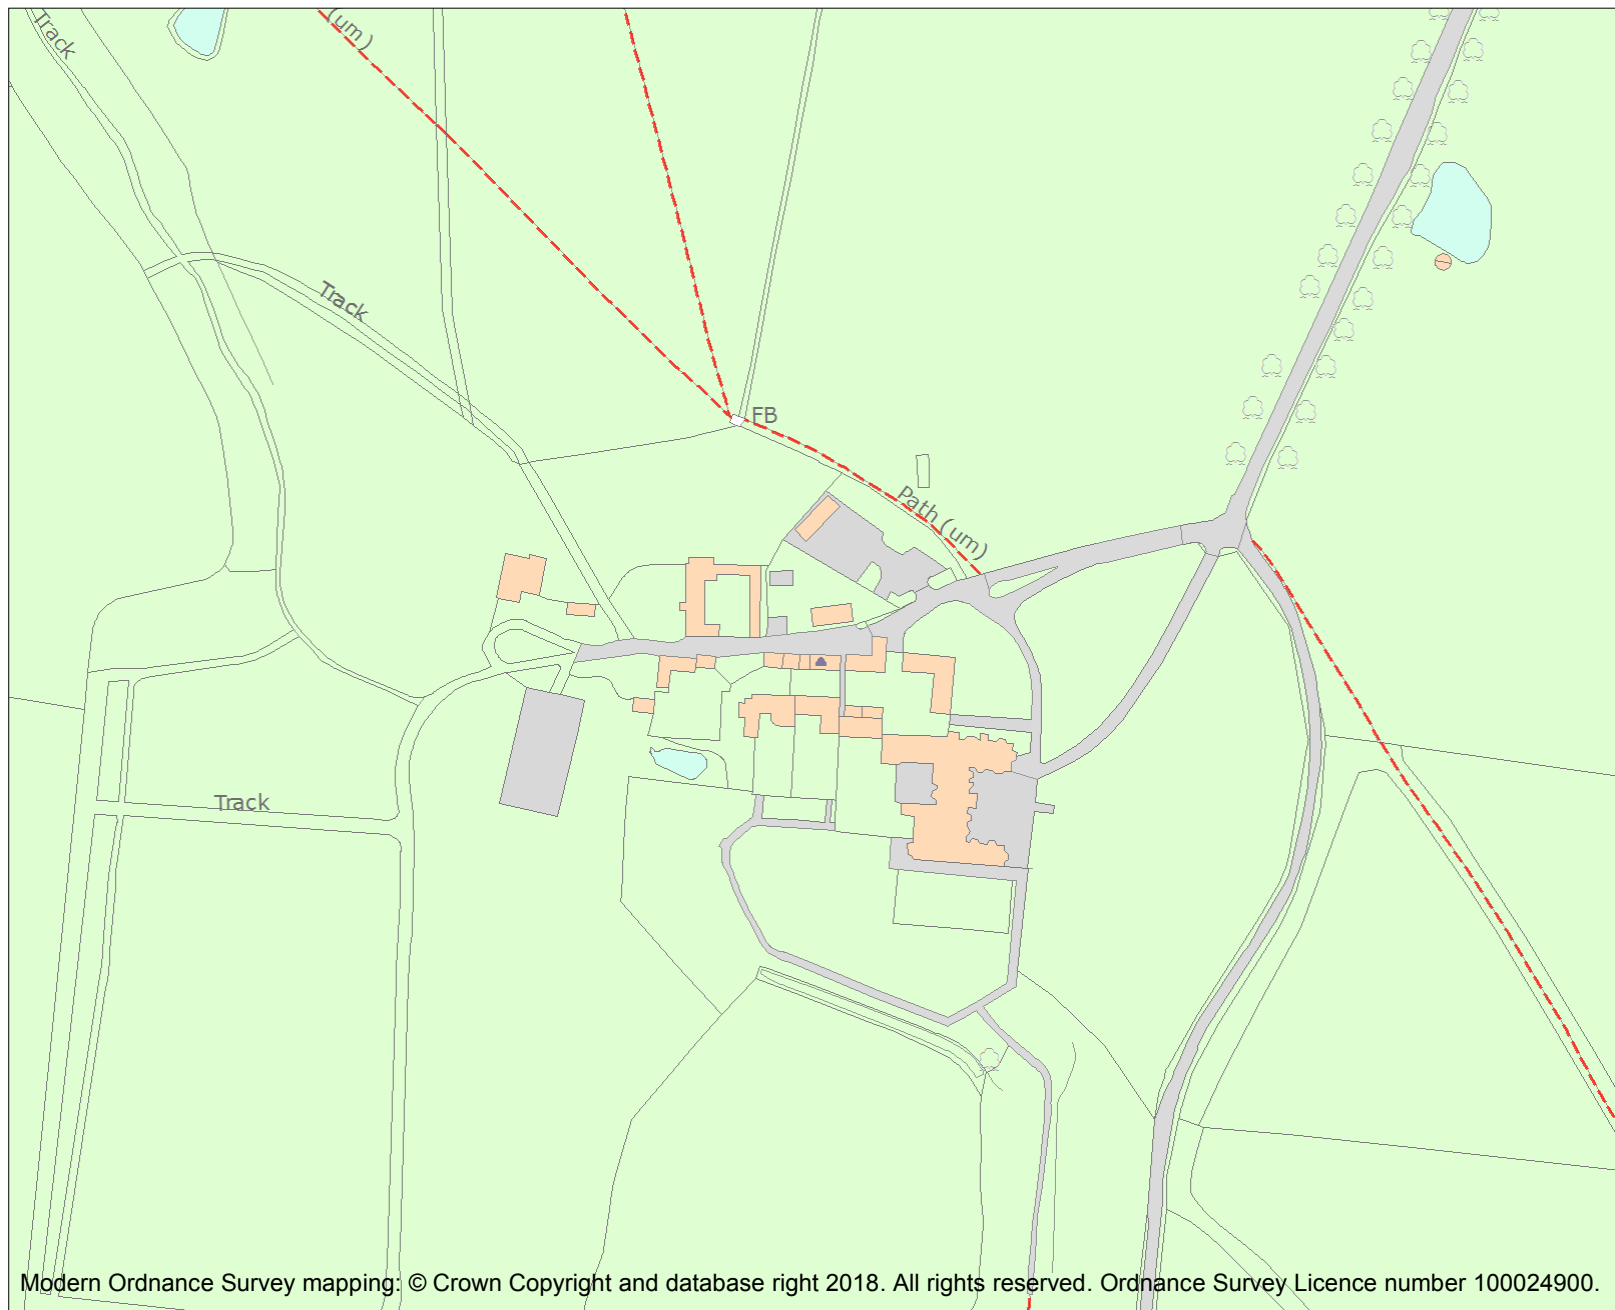 Track
(um)
Track
FB
Path (um)
Track
Modern Ordnance Survey mapping: © Crown Copyright and database right 2018. All rights reserved. Ordnance Survey Licence number 100024900.